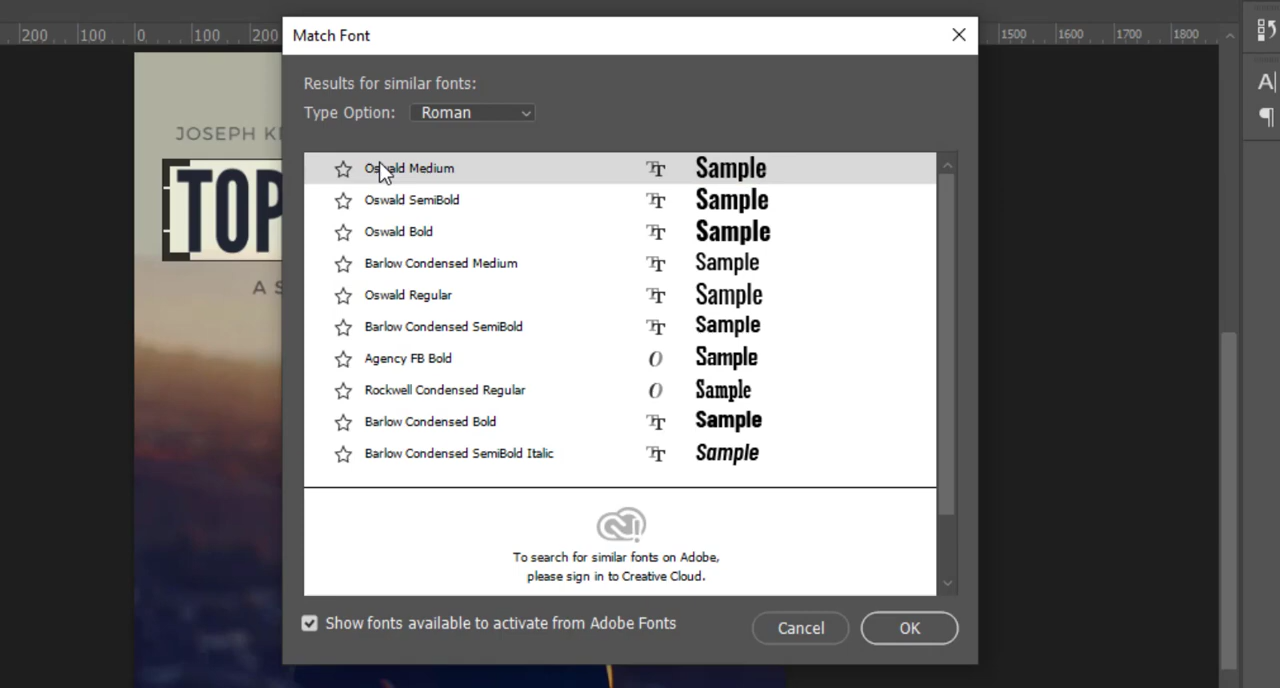 Match Font
200 100 0 100 200 1500 1600 1700 1800
Results for similar fonts:
Type Option: Roman
JOSEPH
TOP
A
Oswald Medium Sample
Oswald SemiBold Sample
Oswald Bold Sample
Barlow Condensed Medium Sample
Oswald Regular Sample
Barlow Condensed SemiBold Sample
Agency FB Bold Sample
Rockwell Condensed Regular Sample
Barlow Condensed Bold Sample
Barlow Condensed SemiBold Italic Sample
To search for similar fonts on Adobe,
please sign in to Creative Cloud.
Show fonts available to activate from Adobe Fonts
Cancel OK